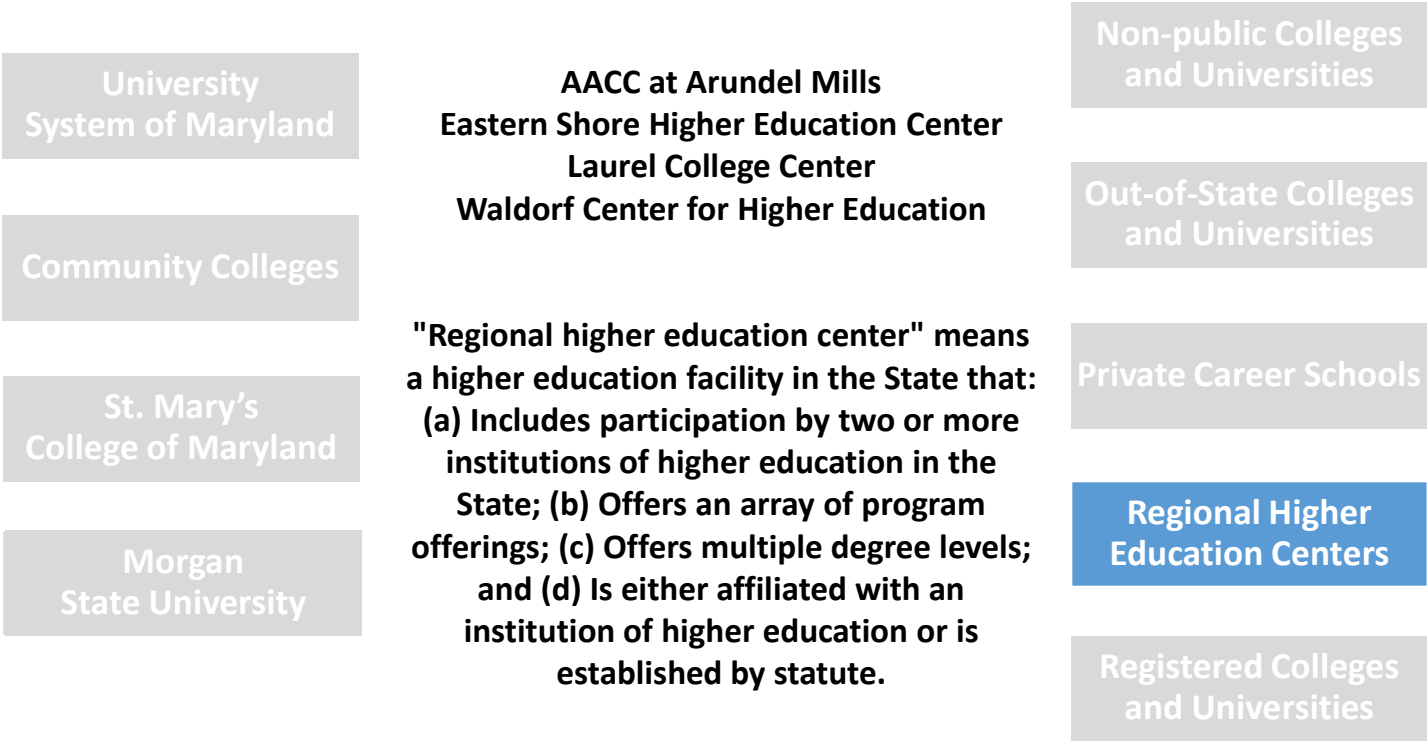 University
System of Maryland
Community Colleges
St. Mary’s
College of Maryland
Morgan
State University
AACC at Arundel Mills
Eastern Shore Higher Education Center
Laurel College Center
Waldorf Center for Higher Education
"Regional higher education center" means
a higher education facility in the State that:
(a) Includes participation by two or more
institutions of higher education in the
State; (b) Offers an array of program
offerings; (c) Offers multiple degree levels;
and (d) Is either affiliated with an
institution of higher education or is
established by statute.
Non-public Colleges
and Universities
Out-of-State Colleges
and Universities
Private Career Schools
Regional Higher
Education Centers
Registered Colleges
and Universities